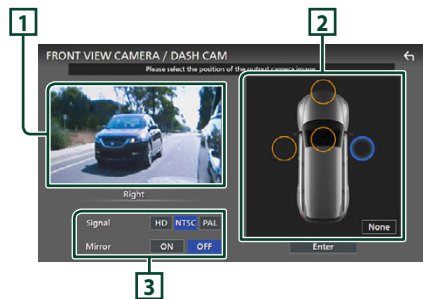 1
2
FRONT VIEW CAMERA / DASH CAM
Please select the position of the output camera image.
Right
Signal HD NTSC PAL
Mirror ON OFF
None
Enter
3